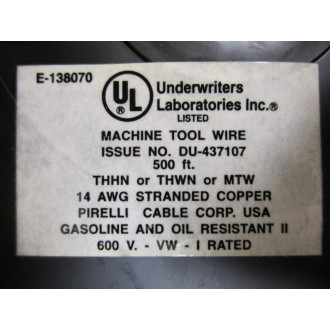 E-138070
UL
Underwriters
Laboratories Inc.®
LISTED
MACHINE TOOL WIRE
ISSUE NO. DU-437107
500 ft.
THHN or THWN or MTW
14 AWG STRANDED COPPER
PIRELLI CABLE CORP. USA
GASOLINE AND OIL RESISTANT II
600 V. - VW - I RATED